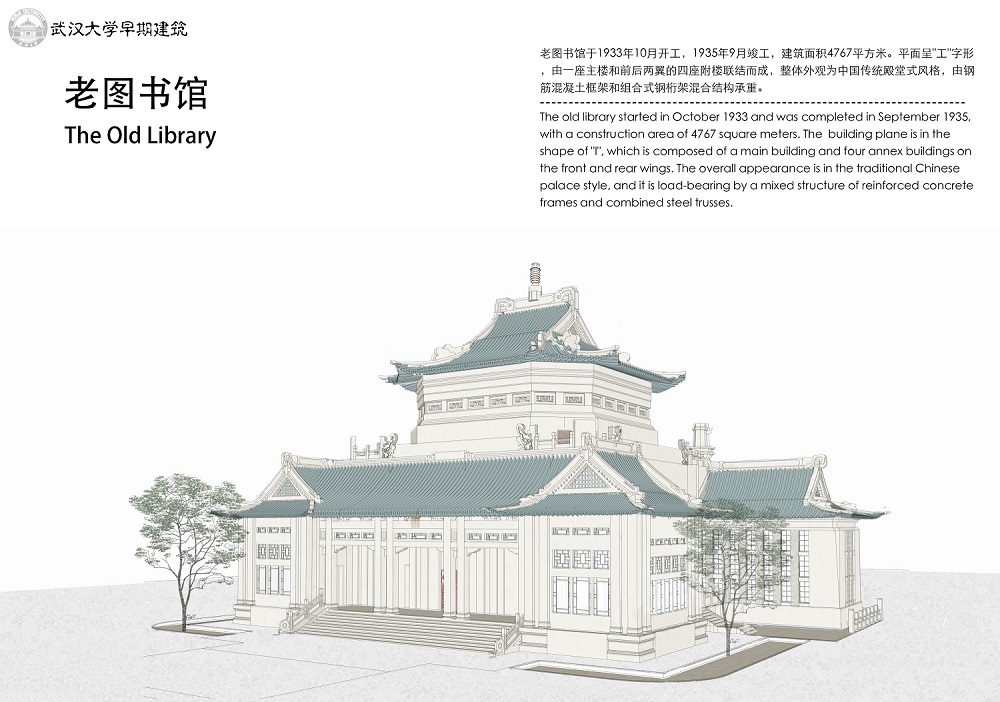 武汉大学早期建筑
老图书馆
The Old Library
老图书馆于1933年10月开工，1935年9月竣工，建筑面积4767平方米。平面呈"工"字形
，由一座主楼和前后两翼的四座附楼联结而成，整体外观为中国传统殿堂式风格，由钢
筋混凝土框架和组合式钢桁架混合结构承重。
The old library started in October 1933 and was completed in September 1935,
with a construction area of 4767 square meters. The building plane is in the
shape of "I", which is composed of a main building and four annex buildings on
the front and rear wings. The overall appearance is in the traditional Chinese
palace style, and it is load-bearing by a mixed structure of reinforced concrete
frames and combined steel trusses.